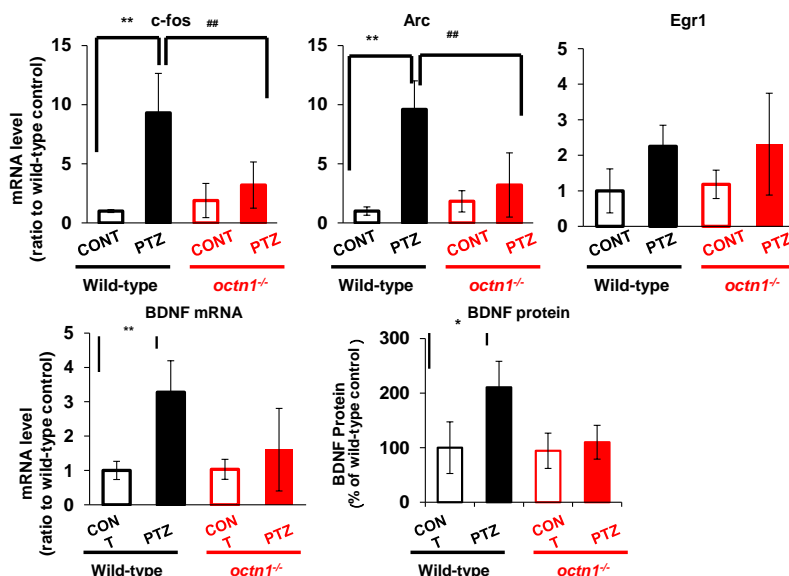 c-fos
**
##
mRNA level
(ratio to wild-type control)
15
10
5
0
CONT
PTZ
CONT
PTZ
Wild-type
octn1-/-
Arc
**
##
15
10
5
0
CONT
PTZ
CONT
PTZ
Wild-type
octn1-/-
Egr1
5
4
3
2
1
0
CONT
PTZ
CONT
PTZ
Wild-type
octn1-/-
BDNF mRNA
**
mRNA level
(ratio to wild-type control)
5
4
3
2
1
0
CON
T
PTZ
CON
T
PTZ
Wild-type
octn1-/-
BDNF protein
*
BDNF Protein
(% of wild-type control)
300
200
100
0
CON
T
PTZ
CON
T
PTZ
Wild-type
octn1-/-